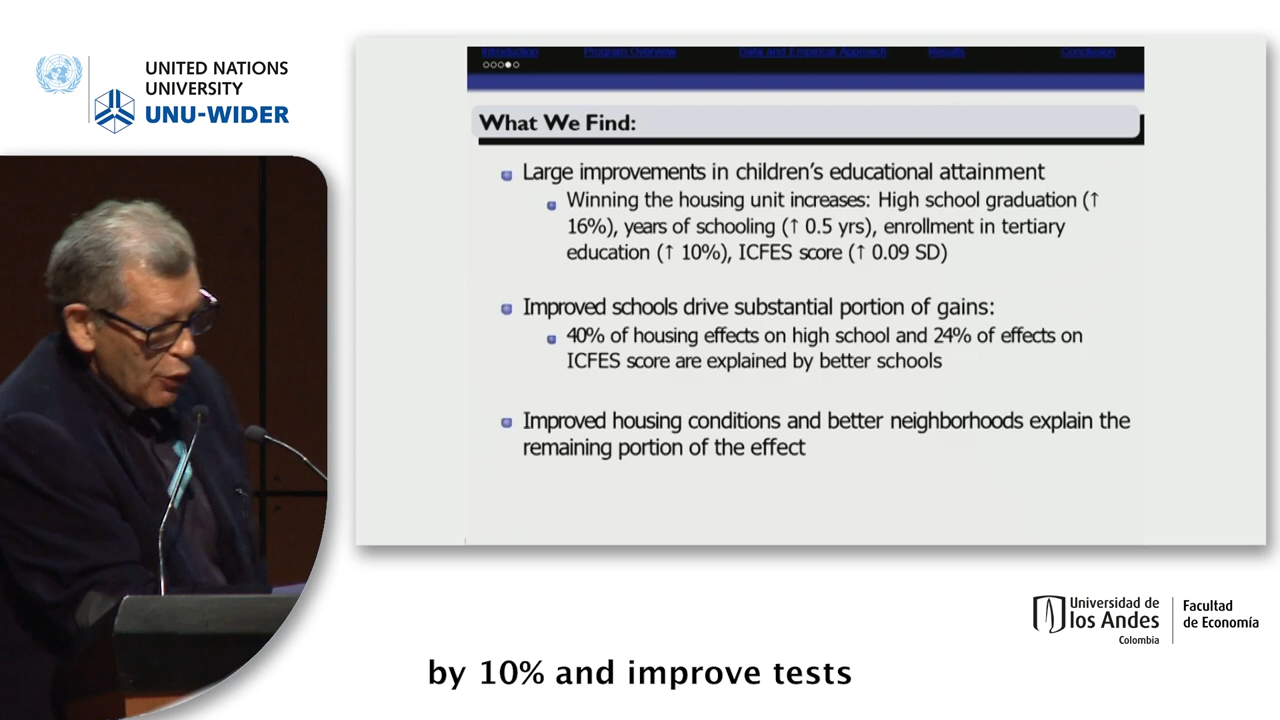 UNITED NATIONS
UNIVERSITY
UNU-WIDER
Introduction Program Overview Data and Empirical Approach Results Conclusion
What We Find:
Large improvements in children's educational attainment
Winning the housing unit increases: High school graduation (↑
16%), years of schooling (↑ 0.5 yrs), enrollment in tertiary
education (↑ 10%), ICFES score (↑ 0.09 SD)
Improved schools drive substantial portion of gains:
40% of housing effects on high school and 24% of effects on
ICFES score are explained by better schools
Improved housing conditions and better neighborhoods explain the
remaining portion of the effect
Universidad de
los Andes
Colombia
Facultad
de Economía
by 10% and improve tests